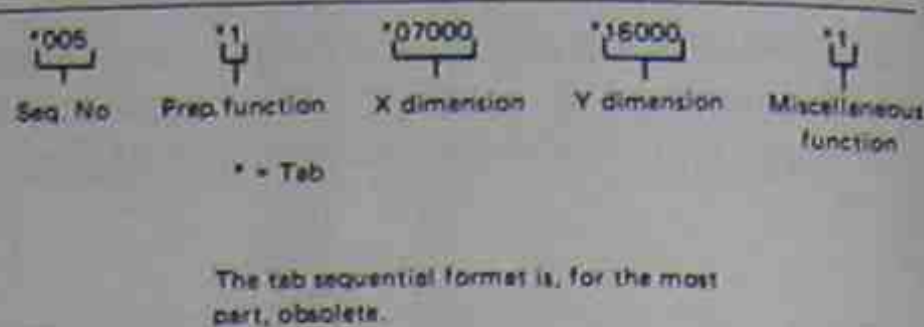 *005 *1 *07000 *16000 *1
Seq. No Prep. function X dimension Y dimension Miscellaneous
function
* = Tab
The tab sequential format is, for the most
part, obsolete.